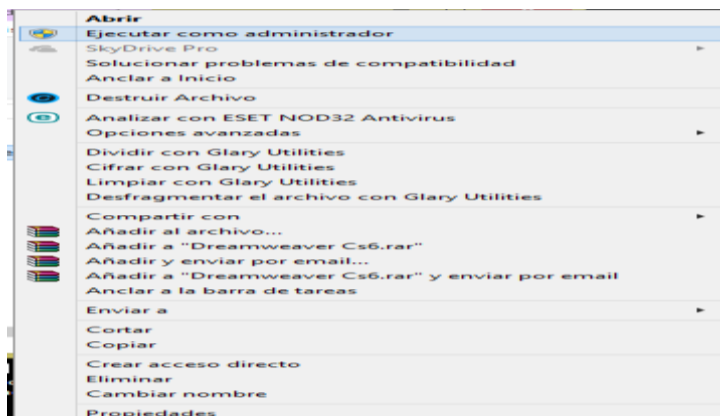 Abrir
Ejecutar como administrador
SkyDrive Pro
Solucionar problemas de compatibilidad
Anclar a Inicio
Destruir Archivo
Analizar con ESET NOD32 Antivirus
Opciones avanzadas
Dividir con Glary Utilities
Cifrar con Glary Utilities
Limpiar con Glary Utilities
Desfragmentar el archivo con Glary Utilities
Compartir con
Añadir al archivo...
Añadir a "Dreamweaver Cs6.rar"
Añadir y enviar por email...
Añadir a "Dreamweaver Cs6.rar" y enviar por email
Anclar a la barra de tareas
Enviar a
Cortar
Copiar
Crear acceso directo
Eliminar
Cambiar nombre
Propiedades